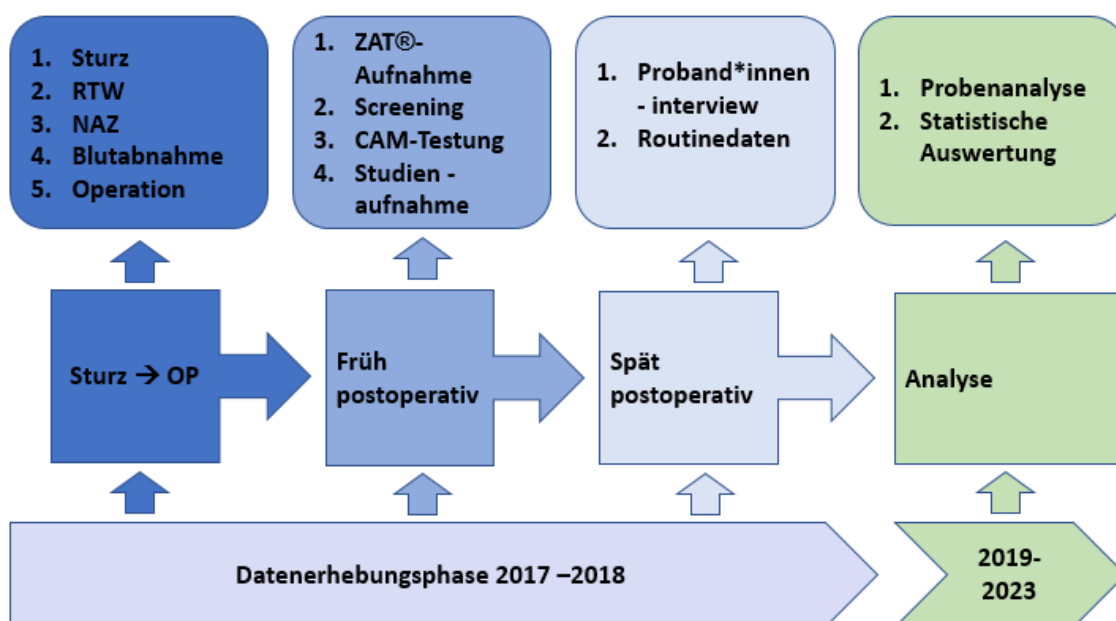 1. Sturz
2. RTW
3. NAZ
4. Blutabnahme
5. Operation
1. ZAT®-
Aufnahme
2. Screening
3. CAM-Testung
4. Studien -
aufnahme
1. Proband*innen
- interview
2. Routinedaten
1. Probenanalyse
2. Statistische
Auswertung
Sturz → OP
Früh
postoperativ
Spät
postoperativ
Analyse
Datenerhebungsphase 2017 –2018
2019-
2023